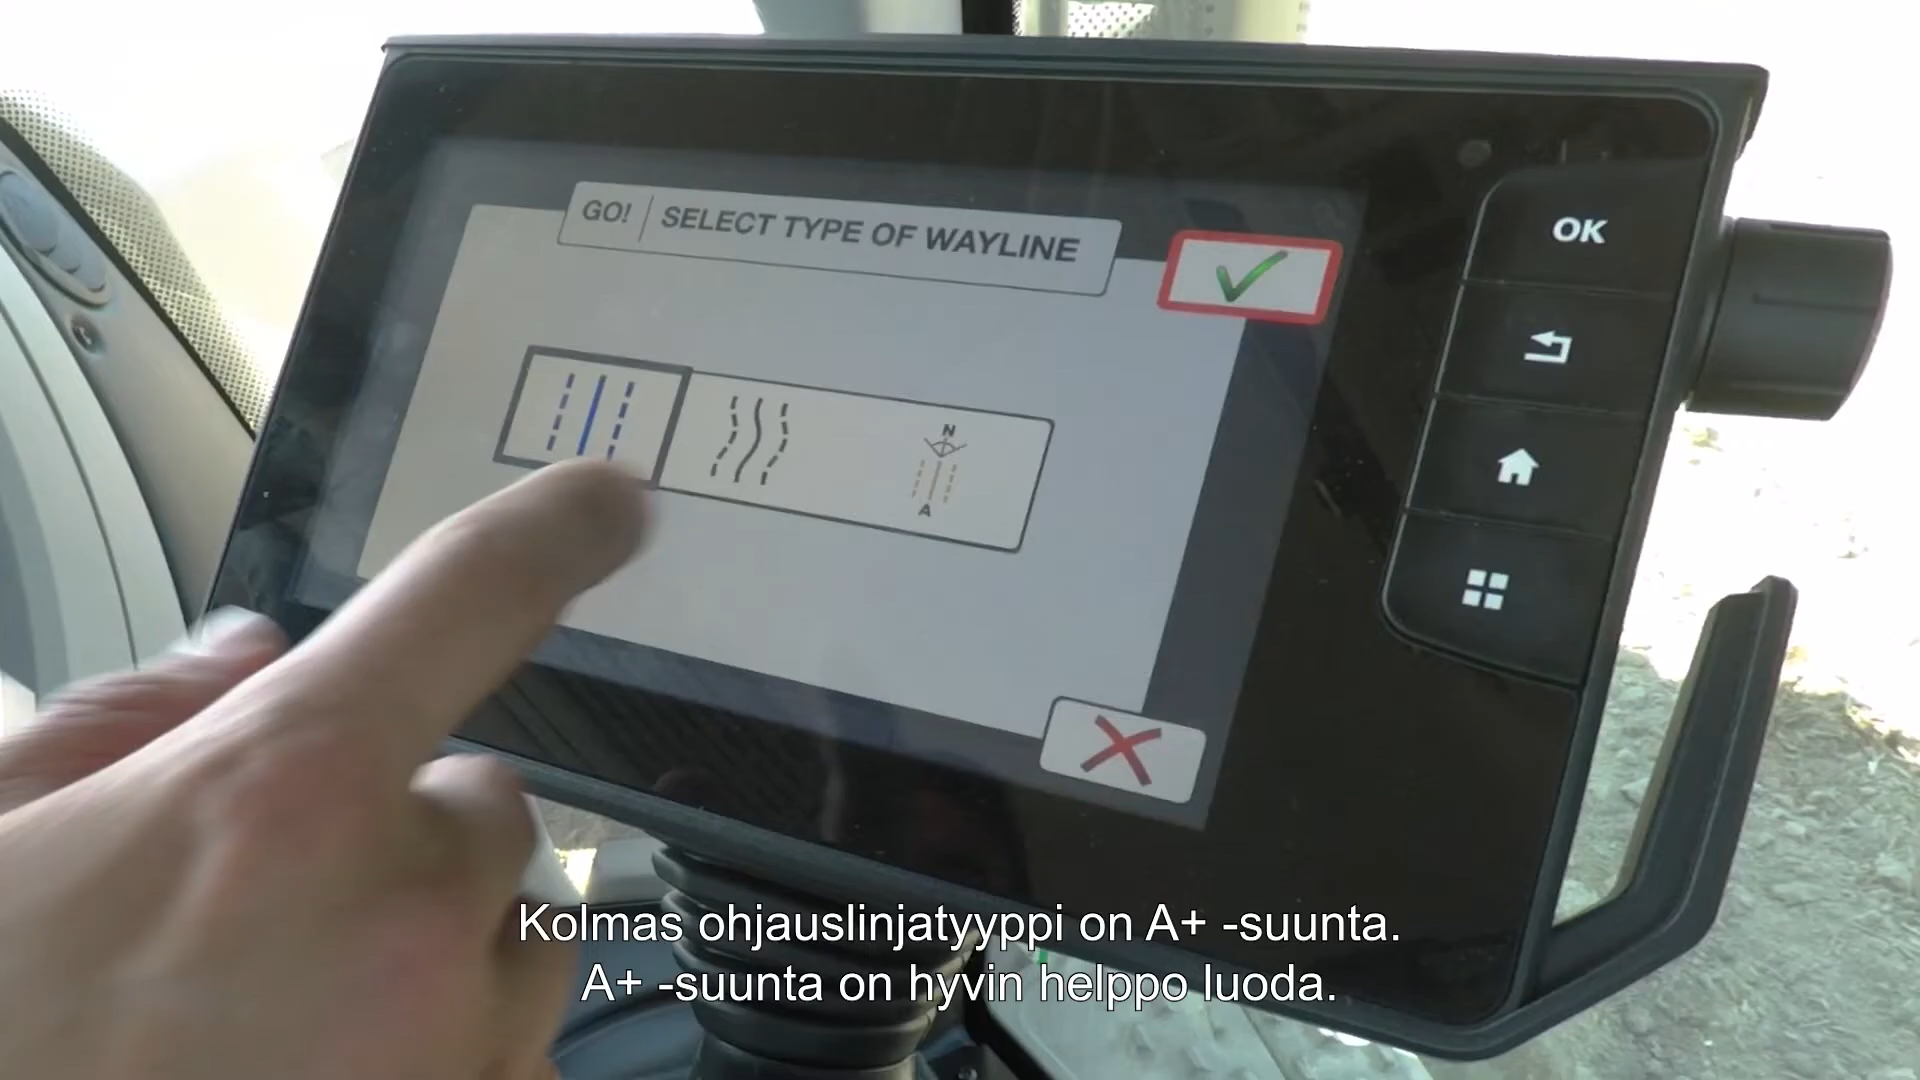 GO! SELECT TYPE OF WAYLINE
OK
N
A
Kolmas ohjauslinjatyyppi on A+ -suunta.
A+ -suunta on hyvin helppo luoda.